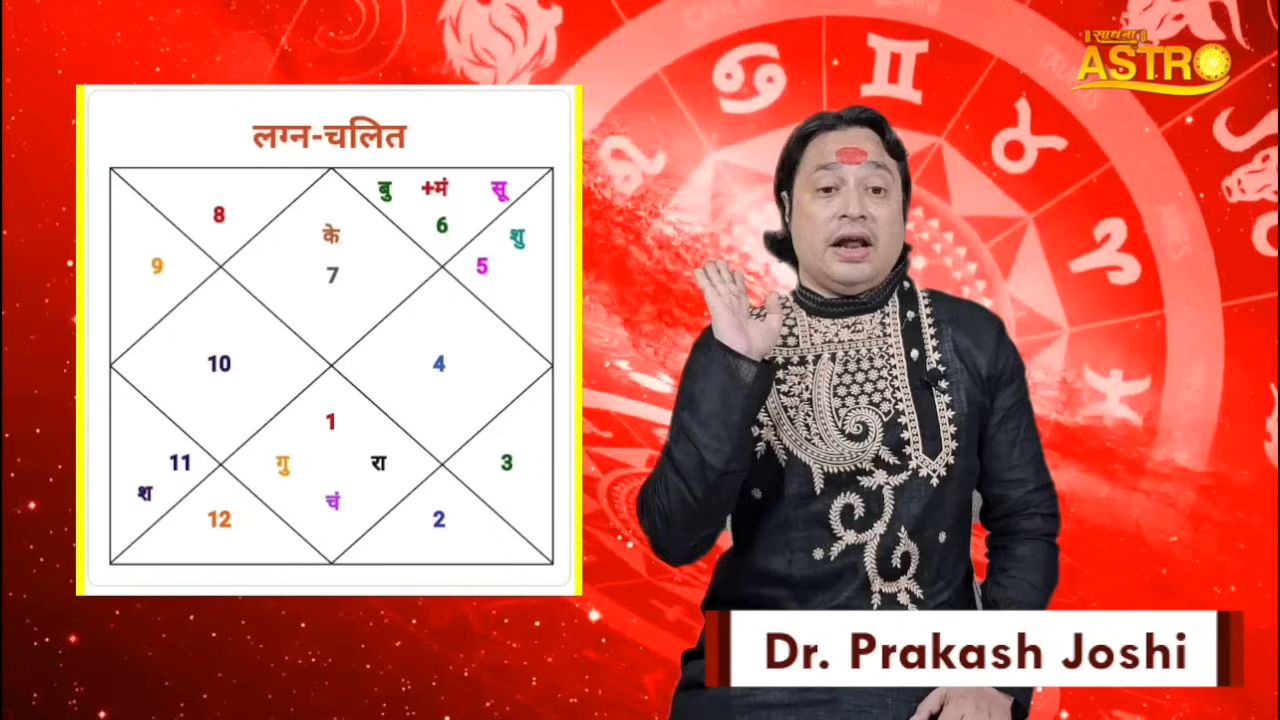 ॥साधना॥
ASTRO
लग्न-चलित
बु +मं सू
8
6
के
शु
9
5
7
10
4
1
11
गु
रा
3
श
चं
12
2
Dr. Prakash Joshi